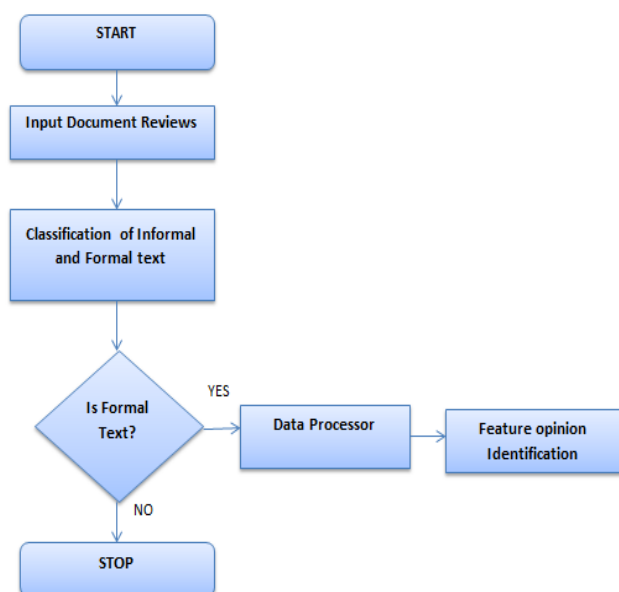 START
Input Document Reviews
Classification of Informal
and Formal text
Is Formal
Text?
YES
Data Processor
Feature opinion
Identification
NO
STOP